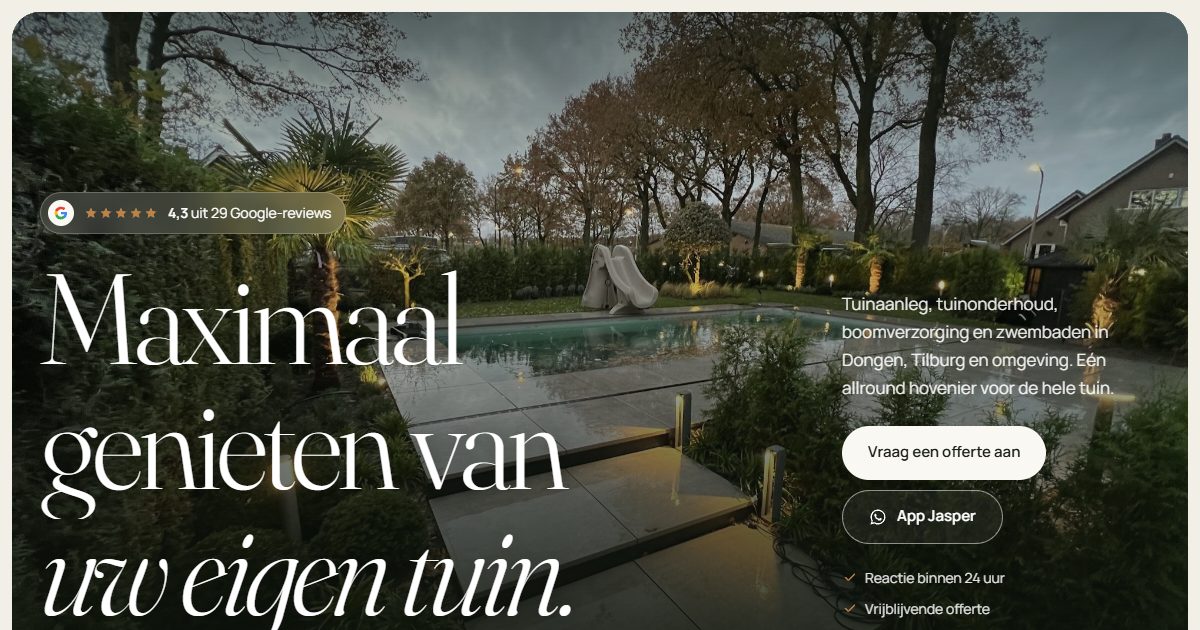 4,3 uit 29 Google-reviews
Maximaal
genieten van
uw eigen tuin.
Tuinaanleg, tuinonderhoud,
boomverzorging en zwembaden in
Dongen, Tilburg en omgeving. Eén
allround hovenier voor de hele tuin.
Vraag een offerte aan
App Jasper
Reactie binnen 24 uur
Vrijblijvende offerte